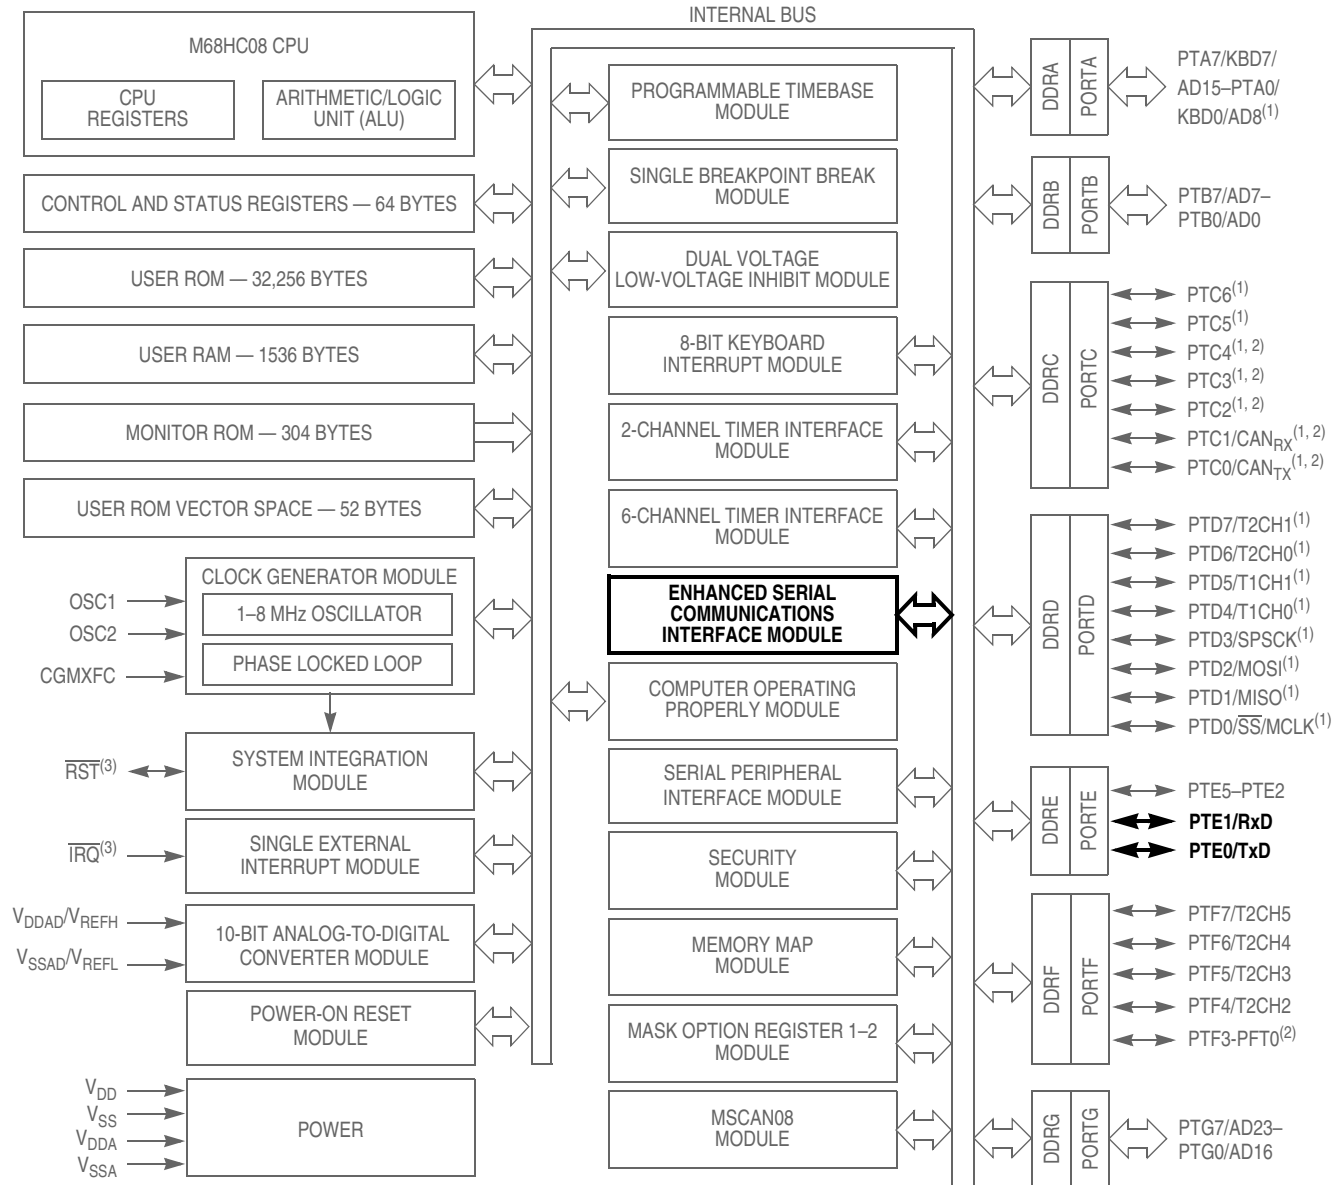 INTERNAL BUS
M68HC08 CPU
CPU
REGISTERS
ARITHMETIC/LOGIC
UNIT (ALU)
CONTROL AND STATUS REGISTERS — 64 BYTES
USER ROM — 32,256 BYTES
USER RAM — 1536 BYTES
MONITOR ROM — 304 BYTES
USER ROM VECTOR SPACE — 52 BYTES
CLOCK GENERATOR MODULE
1–8 MHz OSCILLATOR
PHASE LOCKED LOOP
OSC1
OSC2
CGMXFC
SYSTEM INTEGRATION
MODULE
RST(3)
SINGLE EXTERNAL
INTERRUPT MODULE
IRQ(3)
10-BIT ANALOG-TO-DIGITAL
CONVERTER MODULE
VDDAD/VREFH
VSSAD/VREFL
POWER-ON RESET
MODULE
POWER
VDD
VSS
VDDA
VSSA
PROGRAMMABLE TIMEBASE
MODULE
SINGLE BREAKPOINT BREAK
MODULE
DUAL VOLTAGE
LOW-VOLTAGE INHIBIT MODULE
8-BIT KEYBOARD
INTERRUPT MODULE
2-CHANNEL TIMER INTERFACE
MODULE
6-CHANNEL TIMER INTERFACE
MODULE
ENHANCED SERIAL
COMMUNICATIONS
INTERFACE MODULE
COMPUTER OPERATING
PROPERLY MODULE
SERIAL PERIPHERAL
INTERFACE MODULE
SECURITY
MODULE
MEMORY MAP
MODULE
MASK OPTION REGISTER 1–2
MODULE
MSCAN08
MODULE
DDRA
PORTA
PTA7/KBD7/
AD15–PTA0/
KBD0/AD8(1)
DDRB
PORTB
PTB7/AD7–
PTB0/AD0
DDRC
PORTC
PTC6(1)
PTC5(1)
PTC4(1, 2)
PTC3(1, 2)
PTC2(1, 2)
PTC1/CANRX(1, 2)
PTC0/CANTX(1, 2)
DDRD
PORTD
PTD7/T2CH1(1)
PTD6/T2CH0(1)
PTD5/T1CH1(1)
PTD4/T1CH0(1)
PTD3/SPSCK(1)
PTD2/MOSI(1)
PTD1/MISO(1)
PTD0/SS/MCLK(1)
DDRE
PORTE
PTE5–PTE2
PTE1/RxD
PTE0/TxD
DDRF
PORTF
PTF7/T2CH5
PTF6/T2CH4
PTF5/T2CH3
PTF4/T2CH2
PTF3-PFT0(2)
DDRG
PORTG
PTG7/AD23–
PTG0/AD16